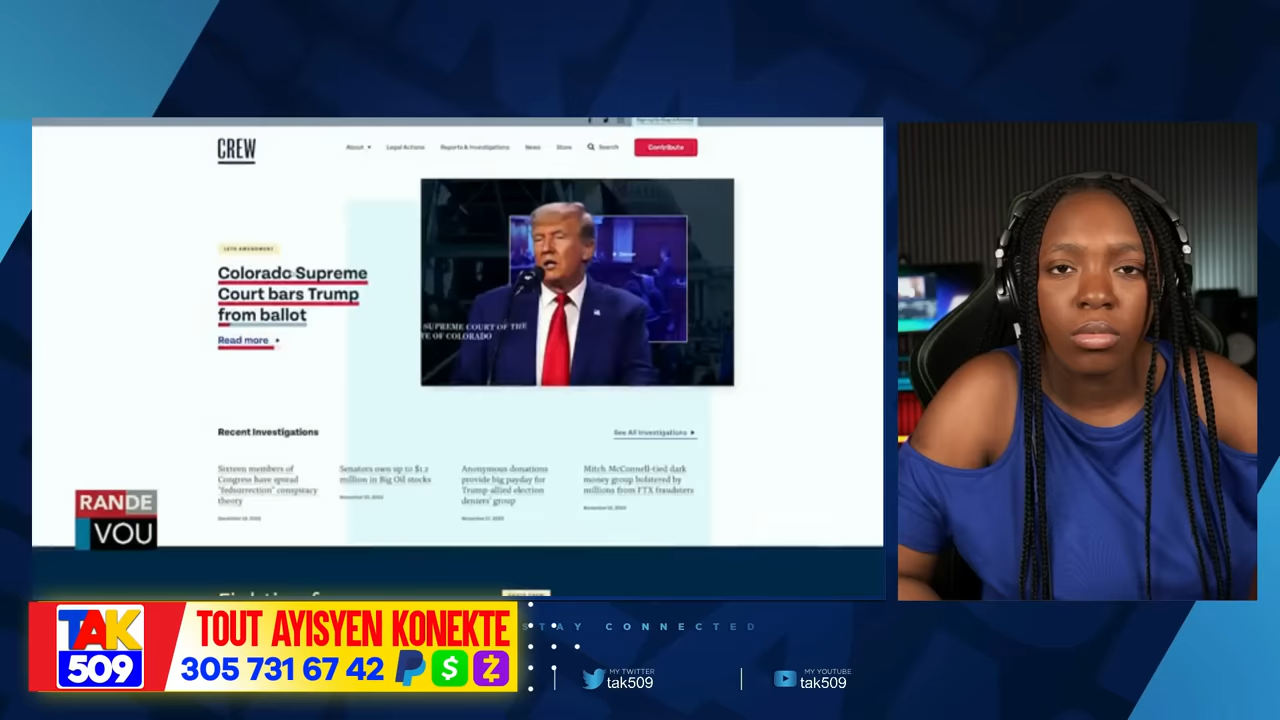 CREW
About
Legal Actions
Reports & Investigations
News
Store
Search
Contribute
14TH AMENDMENT
Colorado Supreme
Court bars Trump
from ballot
Read more
SUPREME COURT OF THE
TE OF COLORADO
Recent Investigations
See All Investigations
Sixteen members of
Congress have spread
"fedsurrection" conspiracy
theory
Senators own up to $1.2
million in Big Oil stocks
Anonymous donations
provide big payday for
Trump-allied election
deniers' group
Mitch McConnell-tied dark
money group bolstered by
millions from FTX fraudsters
RANDE
VOU
TAK
509
TOUT AYISYEN KONEKTE
305 731 67 42
STAY CONNECTED
MY TWITTER
tak509
MY YOUTUBE
tak509